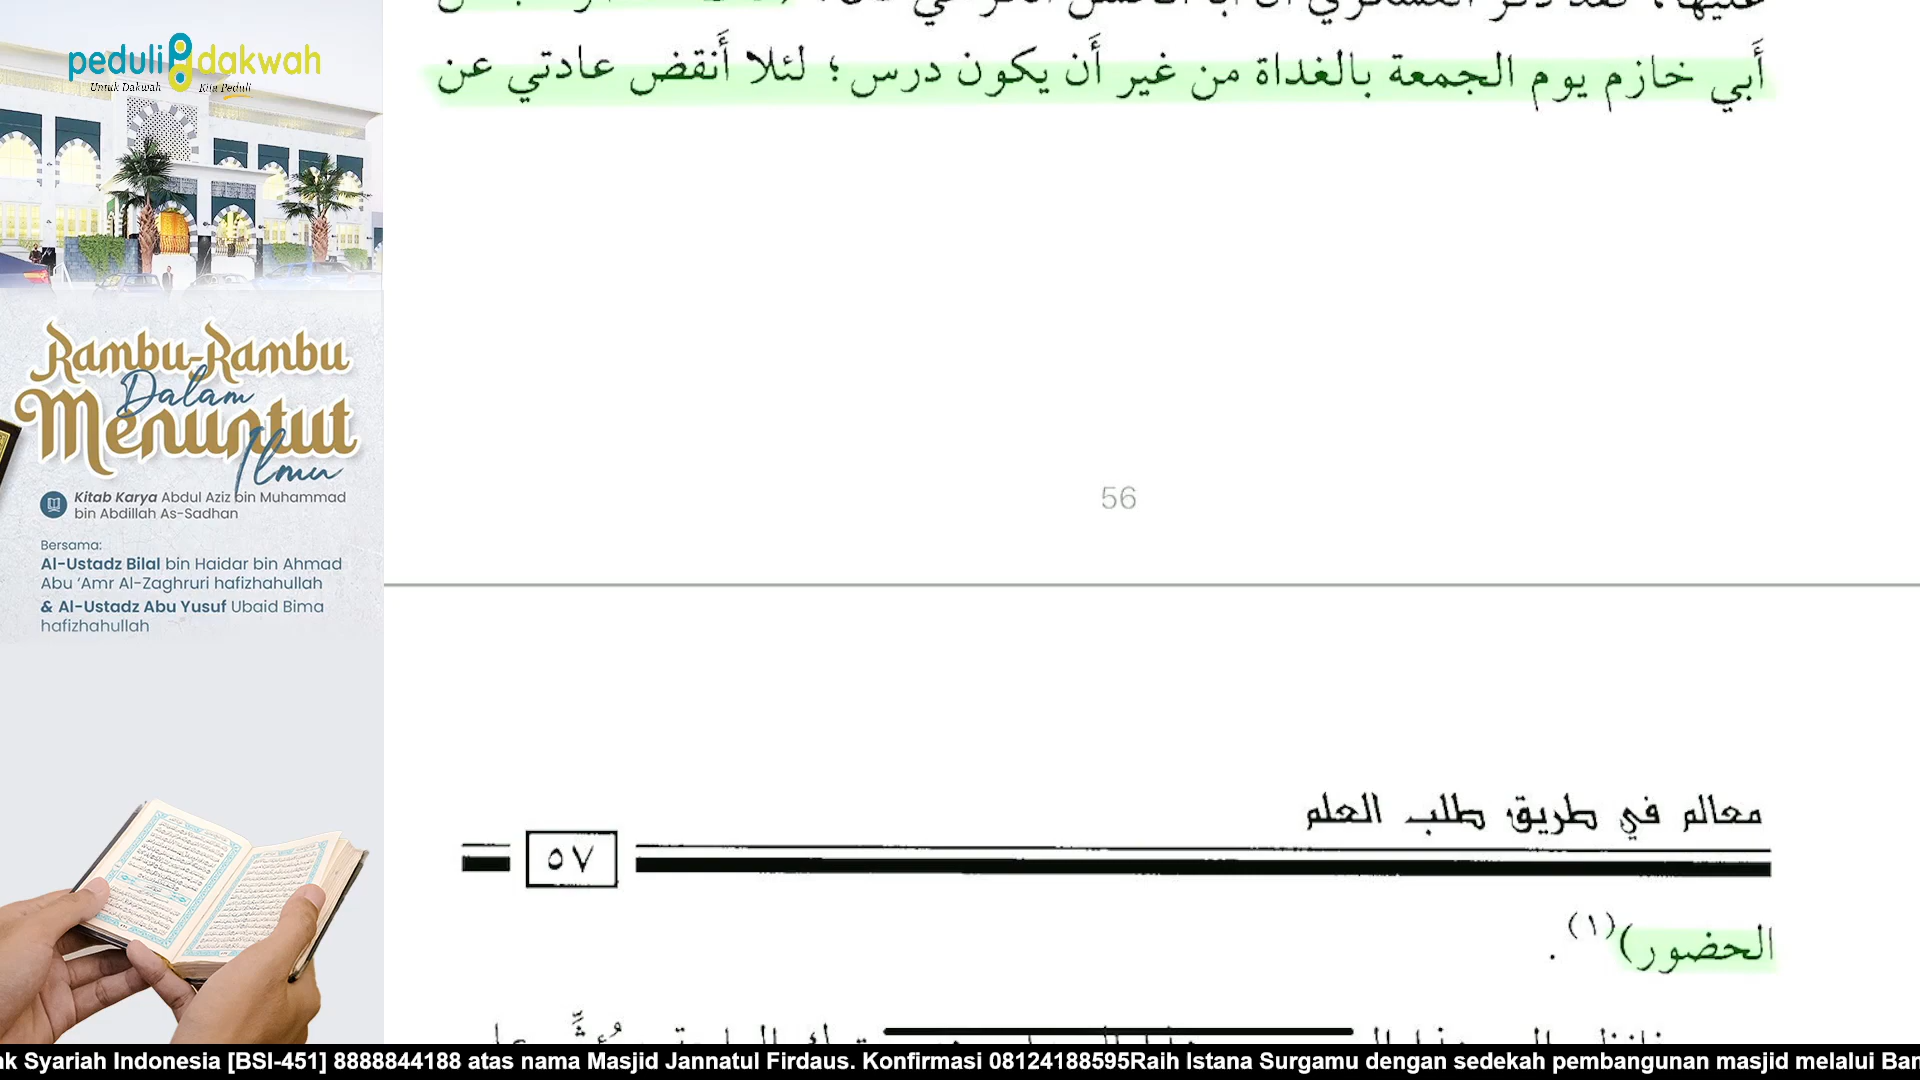 peduli dakwah
Untuk Dakwah Kita Peduli
Rambu-Rambu
Dalam
Menuntut
Ilmu
Kitab Karya Abdul Aziz bin Muhammad
bin Abdillah As-Sadhan
Bersama:
Al-Ustadz Bilal bin Haidar bin Ahmad
Abu ‘Amr Al-Zaghruri hafizhahullah
& Al-Ustadz Abu Yusuf Ubaid Bima
hafizhahullah
أَبي خازم يوم الجمعة بالغداة من غير أَن يكون درس ؛ لئلا أَنقض عادتي عن
56
معالم في طريق طلب العلم
٥٧
الحضور)(١) .
Syariah Indonesia [BSI-451] 8888844188 atas nama Masjid Jannatul Firdaus. Konfirmasi 08124188595Raih Istana Surgamu dengan sedekah pembangunan masjid melalui